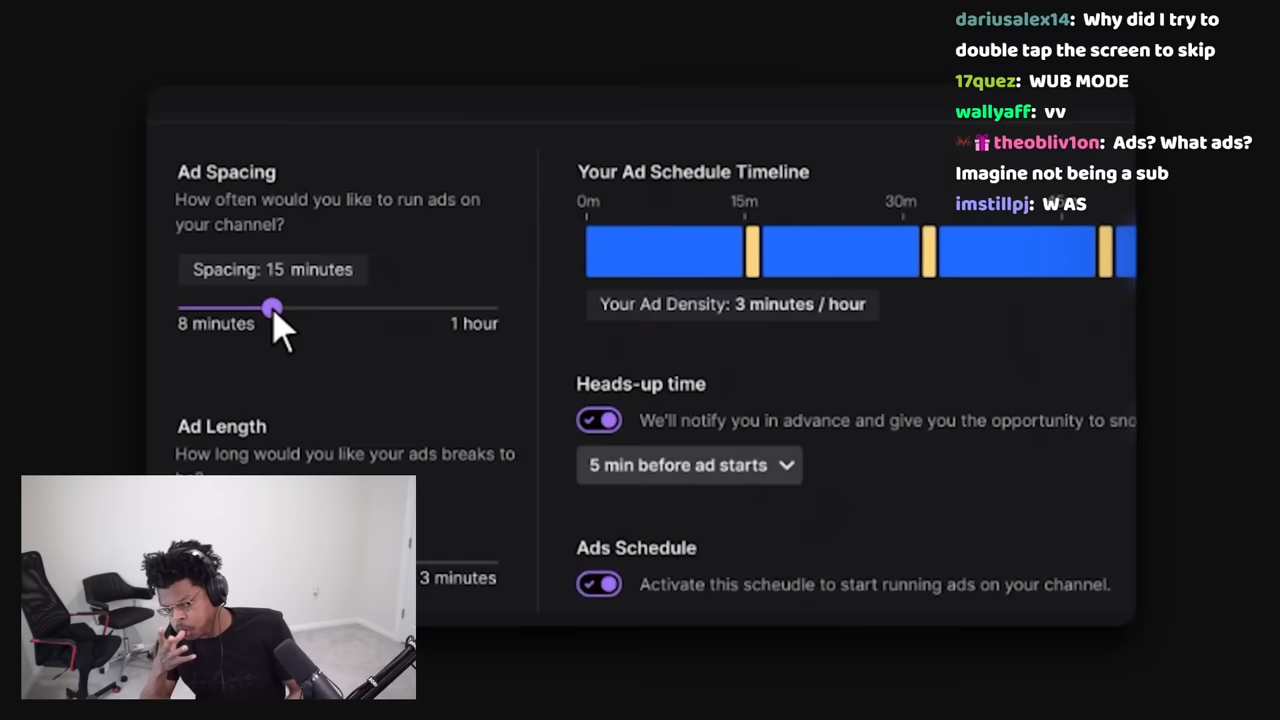 dariusalex14: Why did I try to
double tap the screen to skip
17quez: WUB MODE
wallyaff: vv
theobliv1on: Ads? What ads?
Imagine not being a sub
imstillpj: W AS
Ad Spacing
How often would you like to run ads on
your channel?
Spacing: 15 minutes
8 minutes
1 hour
Ad Length
How long would you like your ads breaks to
3 minutes
Your Ad Schedule Timeline
0m 15m 30m
Your Ad Density: 3 minutes / hour
Heads-up time
We'll notify you in advance and give you the opportunity to sno
5 min before ad starts
Ads Schedule
Activate this scheudle to start running ads on your channel.